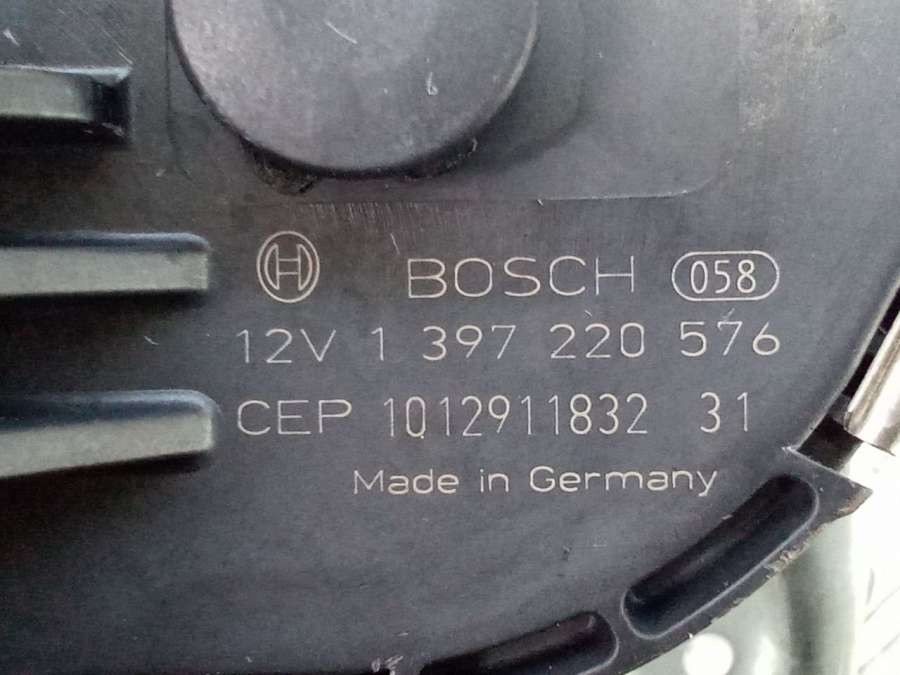 BOSCH 058
12V 1 397 220 576
CEP 1012911832 31
Made in Germany